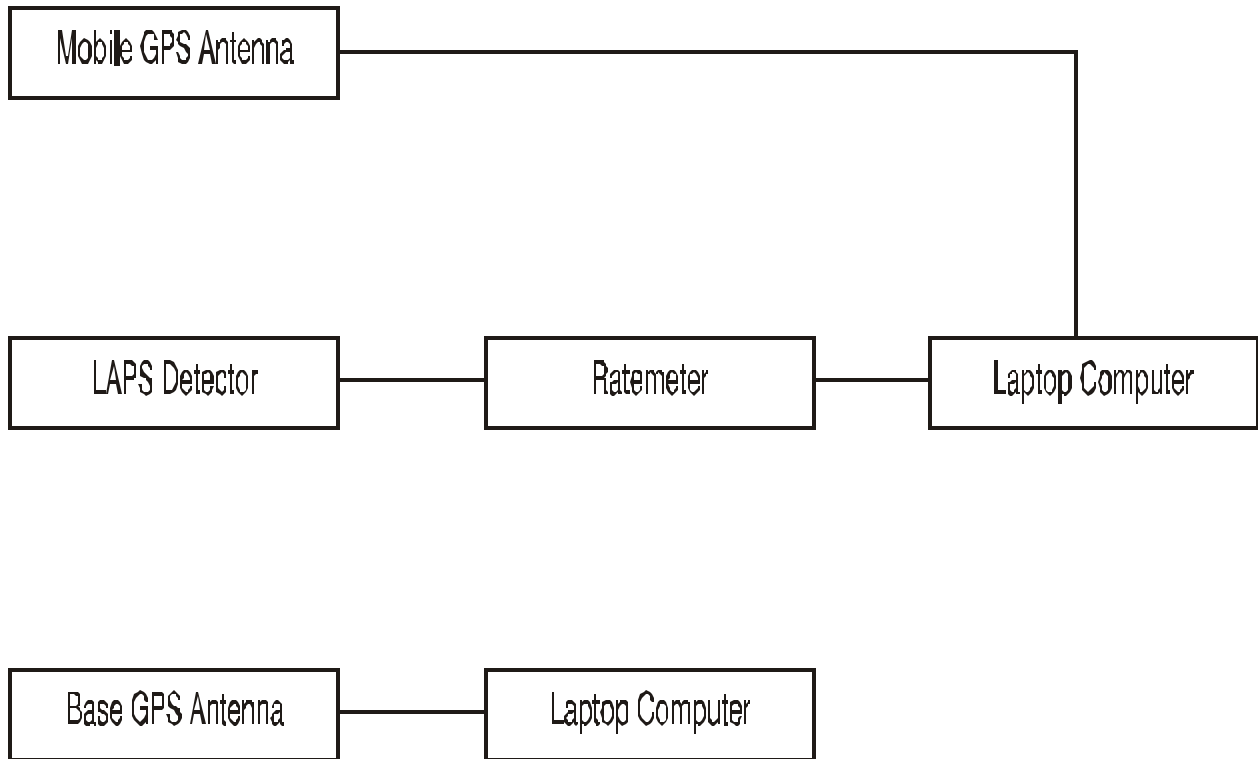 Mobile GPS Antenna
LAPS Detector
Ratemeter
Laptop Computer
Base GPS Antenna
Laptop Computer